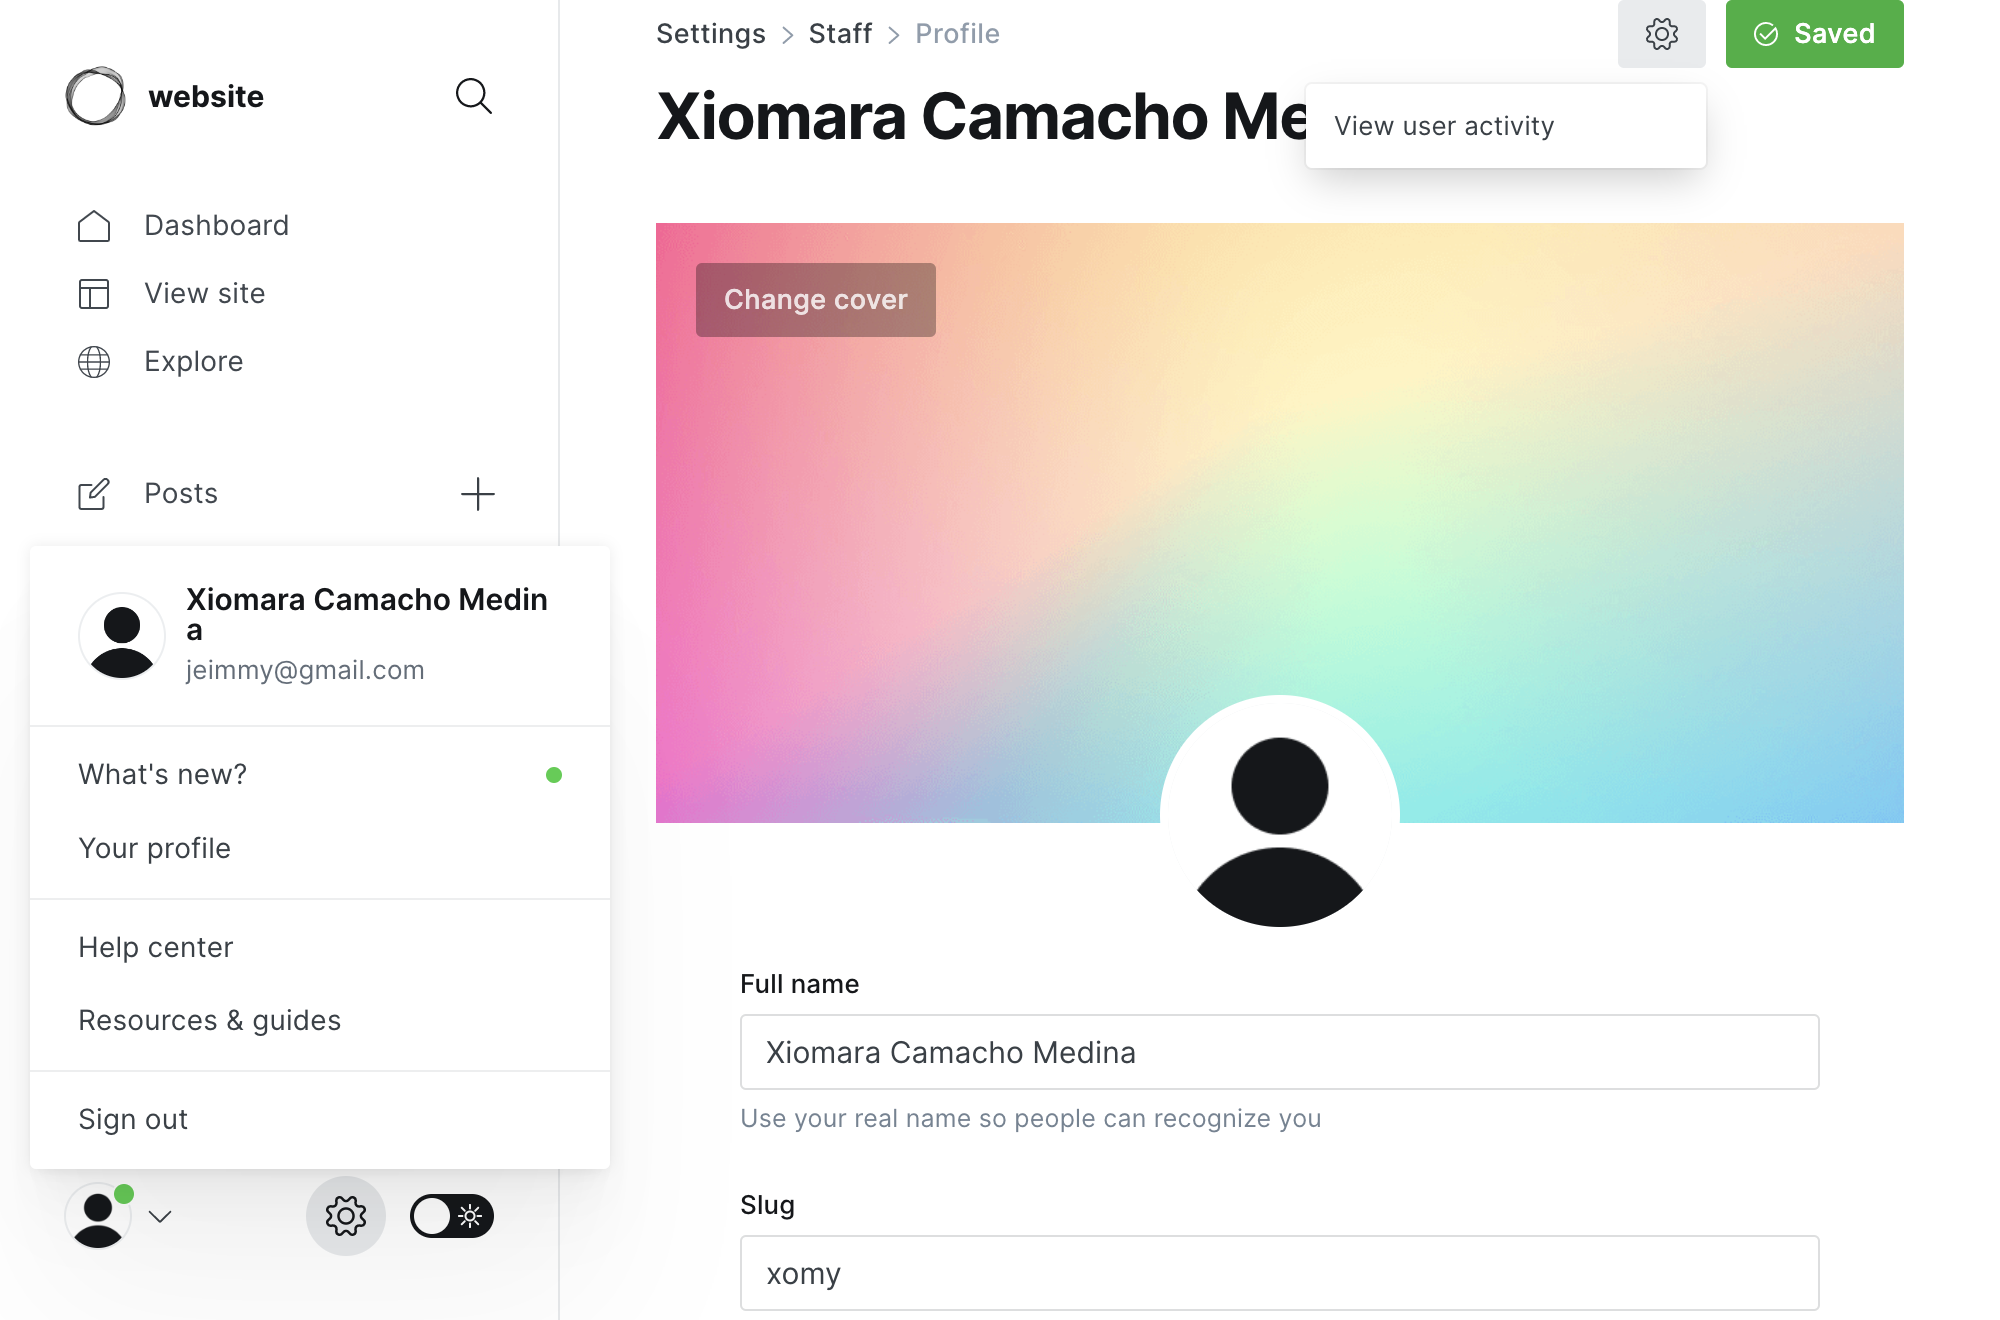 website
Dashboard
View site
Explore
Posts
Xiomara Camacho Medin
a
jeimmy@gmail.com
What's new?
Your profile
Help center
Resources & guides
Sign out
Settings > Staff > Profile
Saved
Xiomara Camacho Me
View user activity
Change cover
Full name
Xiomara Camacho Medina
Use your real name so people can recognize you
Slug
xomy